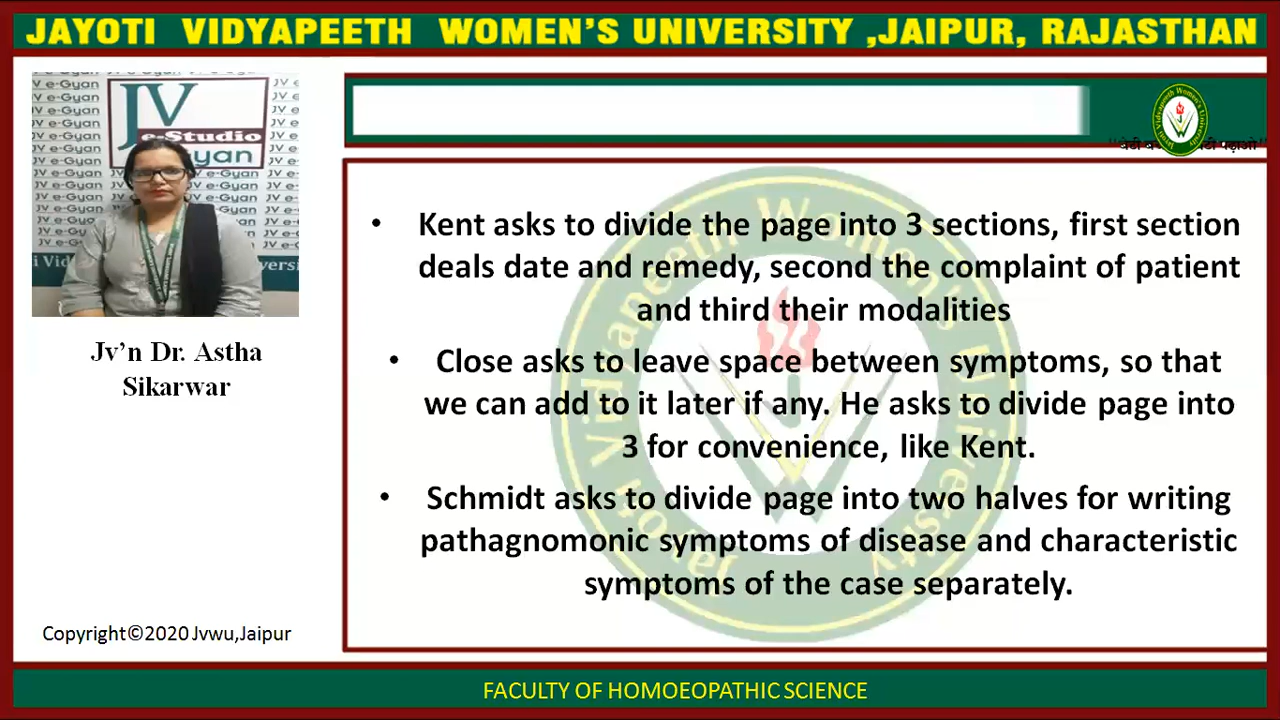 JAYOTI VIDYAPEETH WOMEN'S UNIVERSITY ,JAIPUR, RAJASTHAN
JV
e-Studio
Jv'n Dr. Astha
Sikarwar
Copyright©2020 Jvwu,Jaipur
• Kent asks to divide the page into 3 sections, first section
deals date and remedy, second the complaint of patient
and third their modalities
• Close asks to leave space between symptoms, so that
we can add to it later if any. He asks to divide page into
3 for convenience, like Kent.
• Schmidt asks to divide page into two halves for writing
pathagnomonic symptoms of disease and characteristic
symptoms of the case separately.
FACULTY OF HOMOEOPATHIC SCIENCE